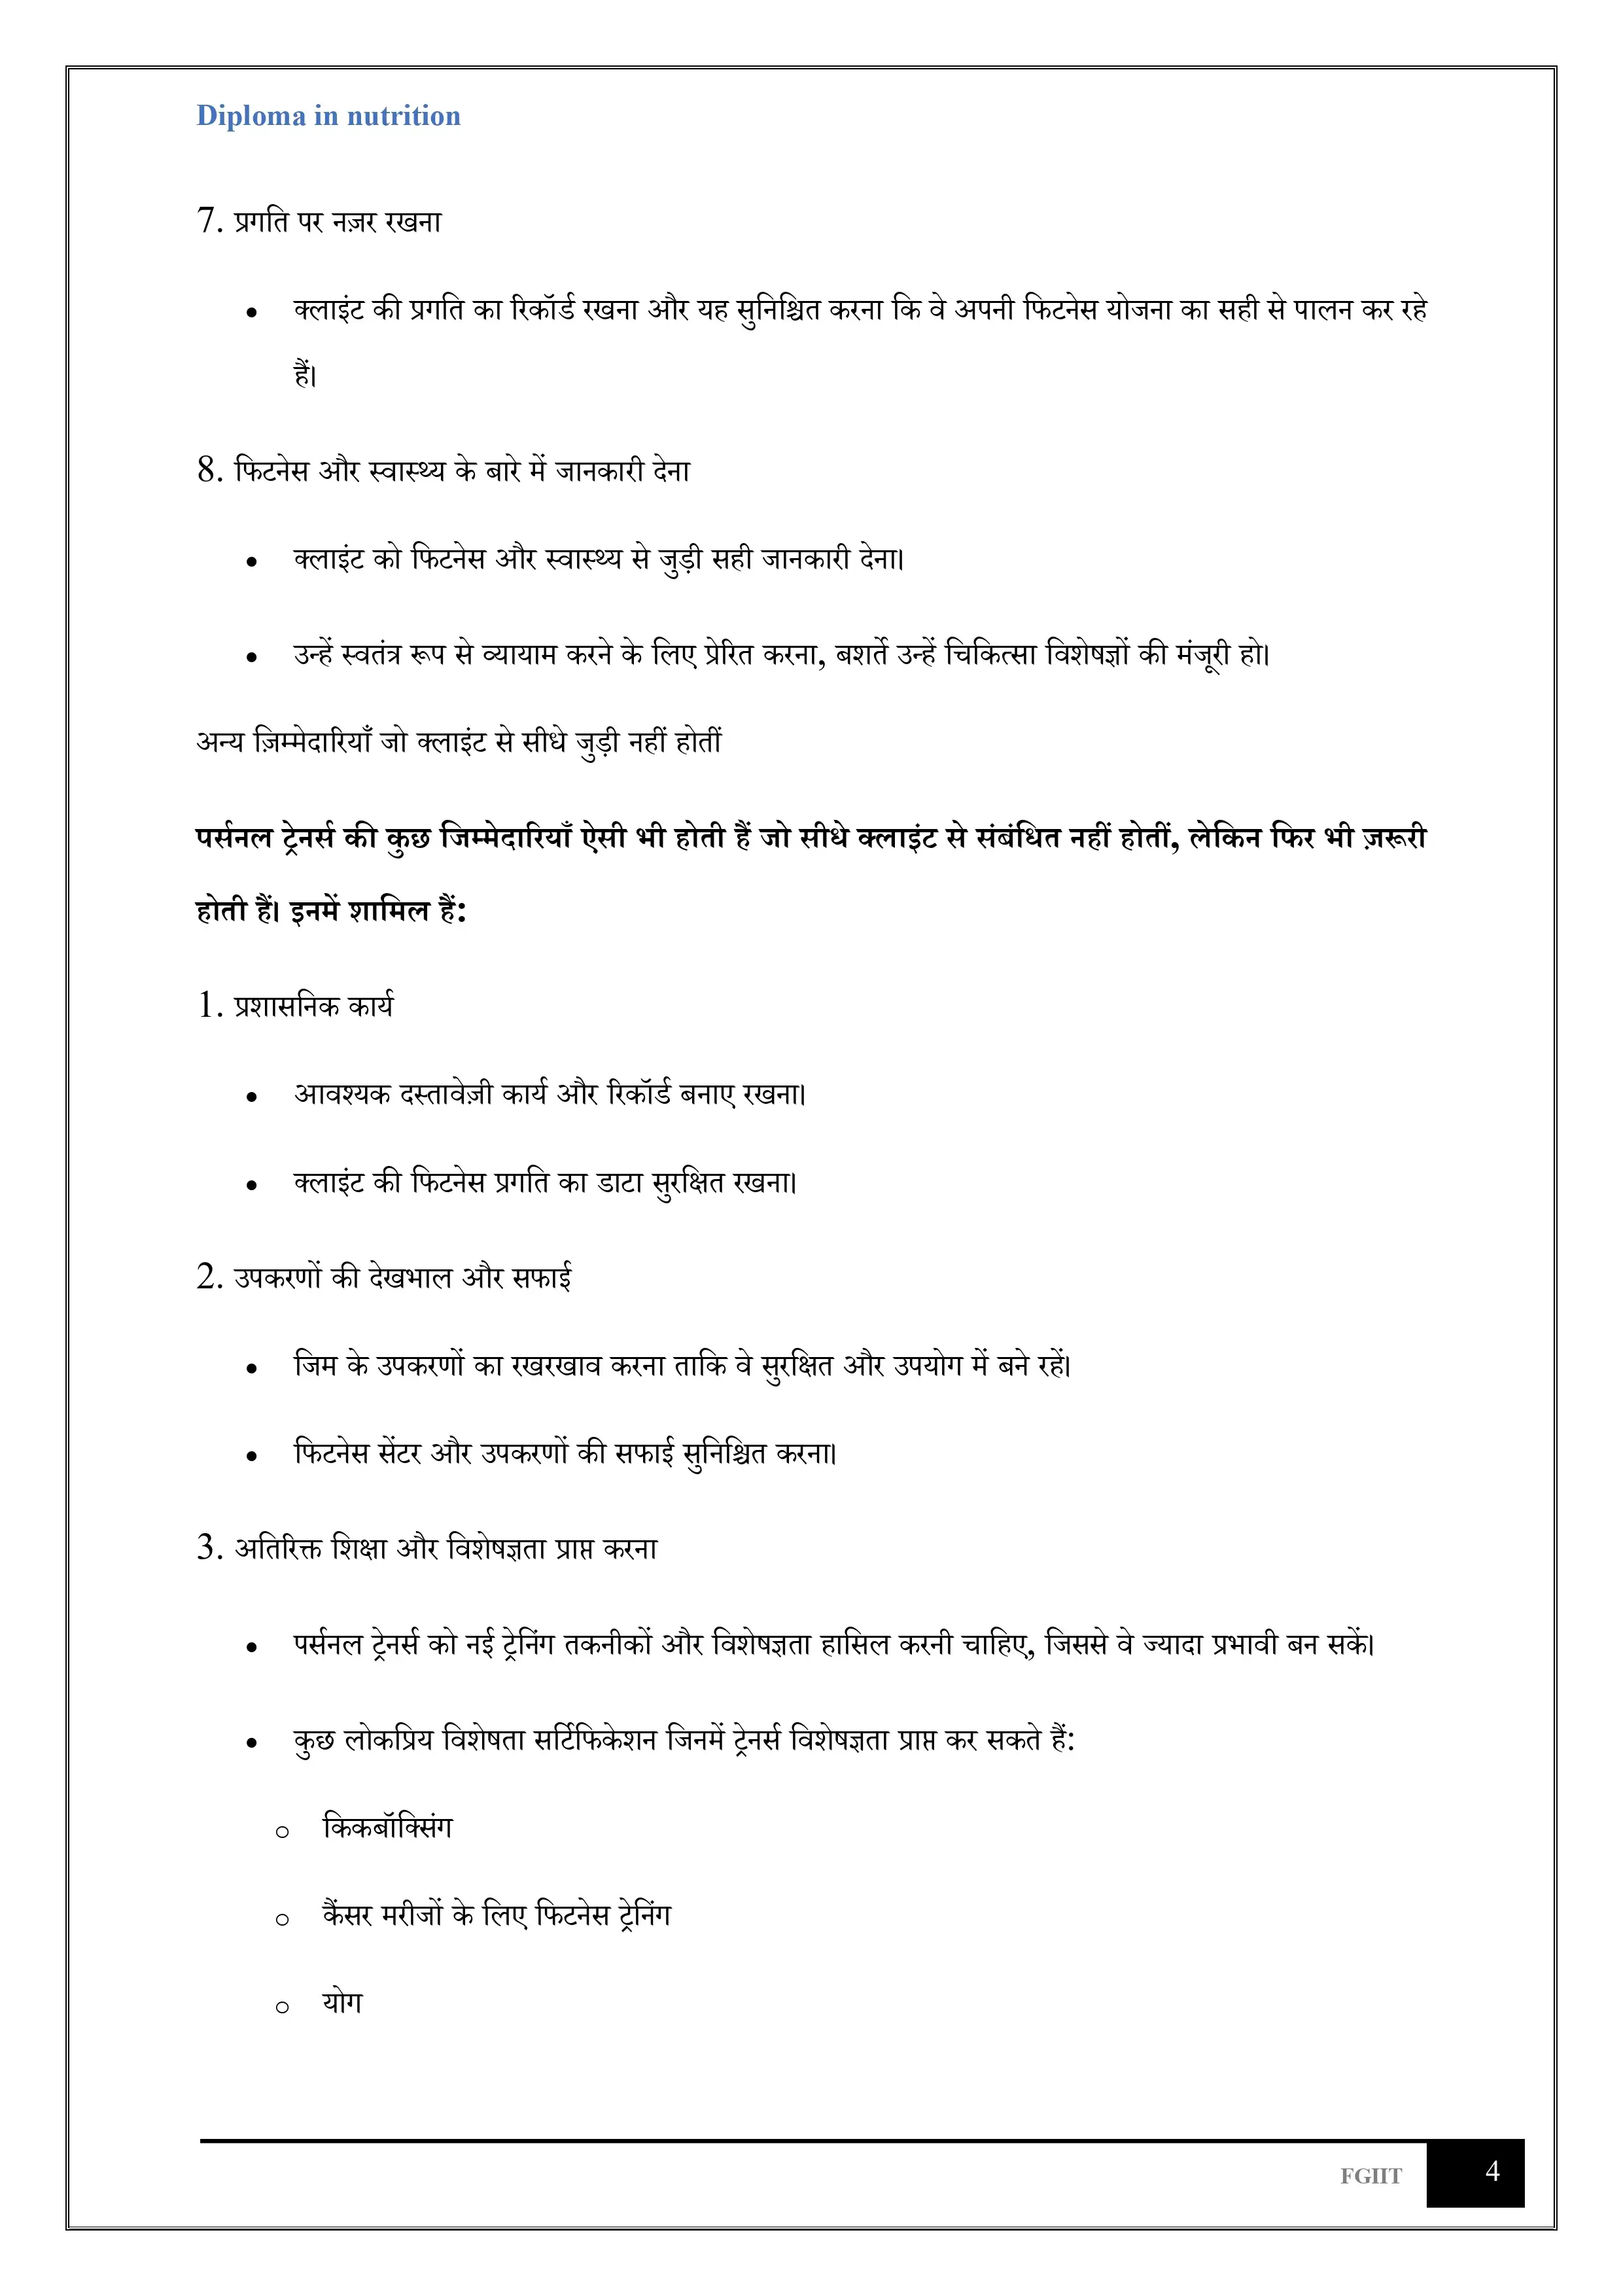 Diploma in nutrition
7. प्रगति पर नज़र रखना
• क्लाइंट की प्रगति का रिकॉर्ड रखना और यह सुनिश्चित करना कि वे अपनी फिटनेस योजना का सही से पालन कर रहे
हैं।
8. फिटनेस और स्वास्थ्य के बारे में जानकारी देना
• क्लाइंट को फिटनेस और स्वास्थ्य से जुड़ी सही जानकारी देना।
• उन्हें स्वतंत्र रूप से व्यायाम करने के लिए प्रेरित करना, बशर्ते उन्हें चिकित्सा विशेषज्ञों की मंजूरी हो।
अन्य ज़िम्मेदारियाँ जो क्लाइंट से सीधे जुड़ी नहीं होतीं
पर्सनल ट्रेनर्स की कुछ जिम्मेदारियाँ ऐसी भी होती हैं जो सीधे क्लाइंट से संबंधित नहीं होतीं, लेकिन फिर भी ज़रूरी
होती हैं। इनमें शामिल हैं:
1. प्रशासनिक कार्य
• आवश्यक दस्तावेज़ी कार्य और रिकॉर्ड बनाए रखना।
• क्लाइंट की फिटनेस प्रगति का डाटा सुरक्षित रखना।
2. उपकरणों की देखभाल और सफाई
• जिम के उपकरणों का रखरखाव करना ताकि वे सुरक्षित और उपयोग में बने रहें।
• फिटनेस सेंटर और उपकरणों की सफाई सुनिश्चित करना।
3. अतिरिक्त शिक्षा और विशेषज्ञता प्राप्त करना
• पर्सनल ट्रेनर्स को नई ट्रेनिंग तकनीकों और विशेषज्ञता हासिल करनी चाहिए, जिससे वे ज्यादा प्रभावी बन सकें।
• कुछ लोकप्रिय विशेषता सर्टिफिकेशन जिनमें ट्रेनर्स विशेषज्ञता प्राप्त कर सकते हैं:
o किकबॉक्सिंग
o कैंसर मरीजों के लिए फिटनेस ट्रेनिंग
o योग
FGIIT 4